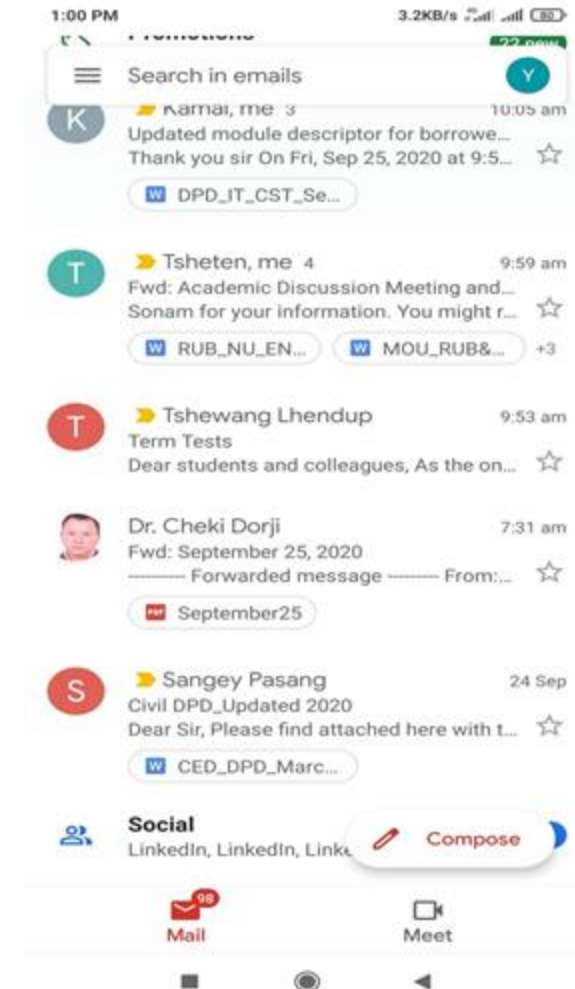 1:00 PM 3.2KB/s 80
Promotions 22 new
Search in emails Y
K Kamal, me 3 10:05 am
Updated module descriptor for borrowe...
Thank you sir On Fri, Sep 25, 2020 at 9:5...
W DPD_IT_CST_Se...
T Tsheten, me 4 9:59 am
Fwd: Academic Discussion Meeting and...
Sonam for your information. You might r...
W RUB_NU_EN... W MOU_RUB&... +3
T Tshewang Lhendup 9:53 am
Term Tests
Dear students and colleagues, As the on...
Dr. Cheki Dorji 7:31 am
Fwd: September 25, 2020
---------- Forwarded message --------- From:...
PDF September25
S Sangey Pasang 24 Sep
Civil DPD_Updated 2020
Dear Sir, Please find attached here with t...
W CED_DPD_Marc...
Social
LinkedIn, LinkedIn, Linke
Compose
98
Mail Meet